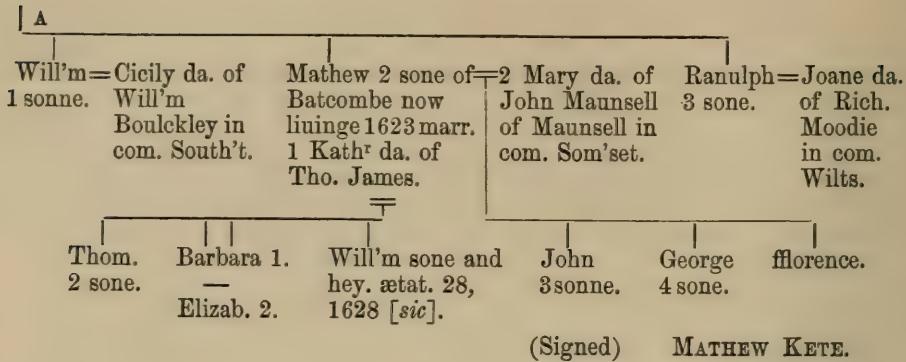 A
Will'm=Cicily da. of
1 sonne. Will'm
Boulckley in
com. South't.
Mathew 2 sone of
Batcombe now
liuinge 1623 marr.
1 Kathʳ da. of
Tho. James.
2 Mary da. of
John Maunsell
of Maunsell in
com. Som'set.
Ranulph=Joane da.
3 sone. of Rich.
Moodie
in com.
Wilts.
Thom.
2 sone.
Barbara 1.
—
Elizab. 2.
Will'm sone and
hey. ætat. 28,
1628 [sic].
John
3 sonne.
George
4 sone.
fflorence.
(Signed) MATHEW KETE.